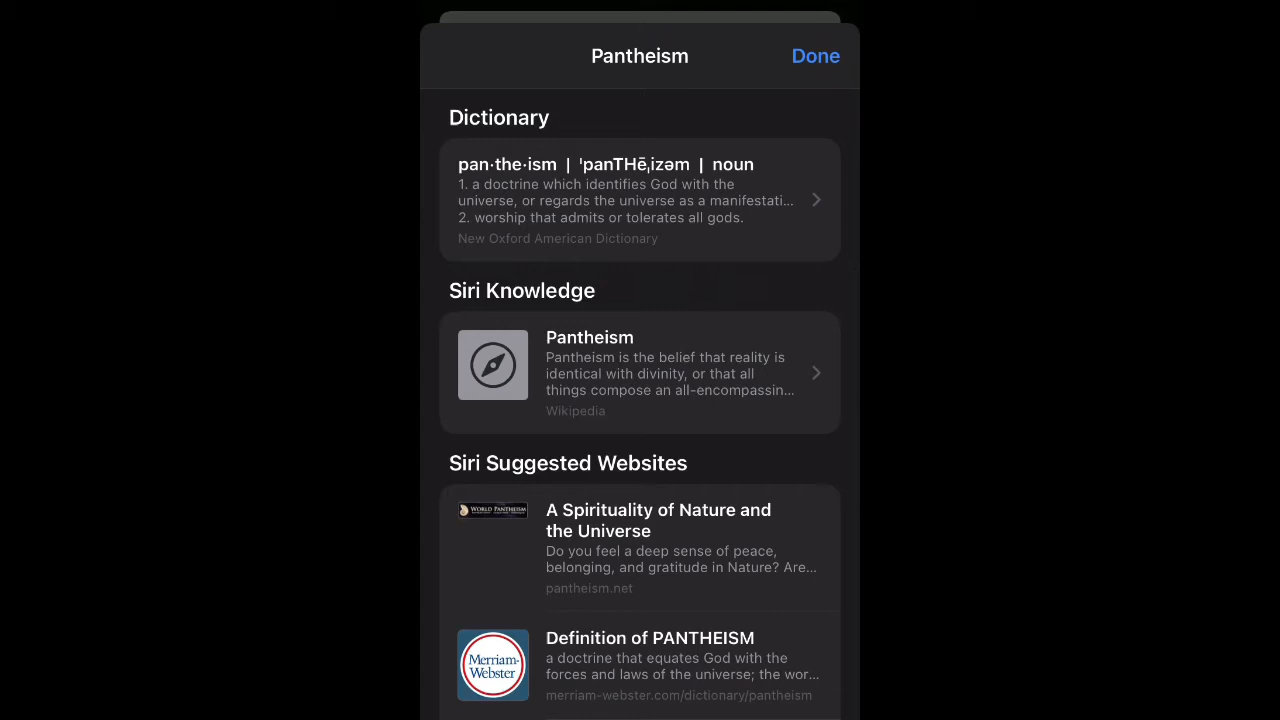 Pantheism
Done
Dictionary
pan·the·ism | ˈpanTHēˌizəm | noun
1. a doctrine which identifies God with the
universe, or regards the universe as a manifestati...
2. worship that admits or tolerates all gods.
New Oxford American Dictionary
Siri Knowledge
Pantheism
Pantheism is the belief that reality is
identical with divinity, or that all
things compose an all-encompassin...
Wikipedia
Siri Suggested Websites
WORLD PANTHEISM
A Spirituality of Nature and
the Universe
Do you feel a deep sense of peace,
belonging, and gratitude in Nature? Are...
pantheism.net
Merriam-
Webster
Definition of PANTHEISM
a doctrine that equates God with the
forces and laws of the universe; the wor...
merriam-webster.com/dictionary/pantheism